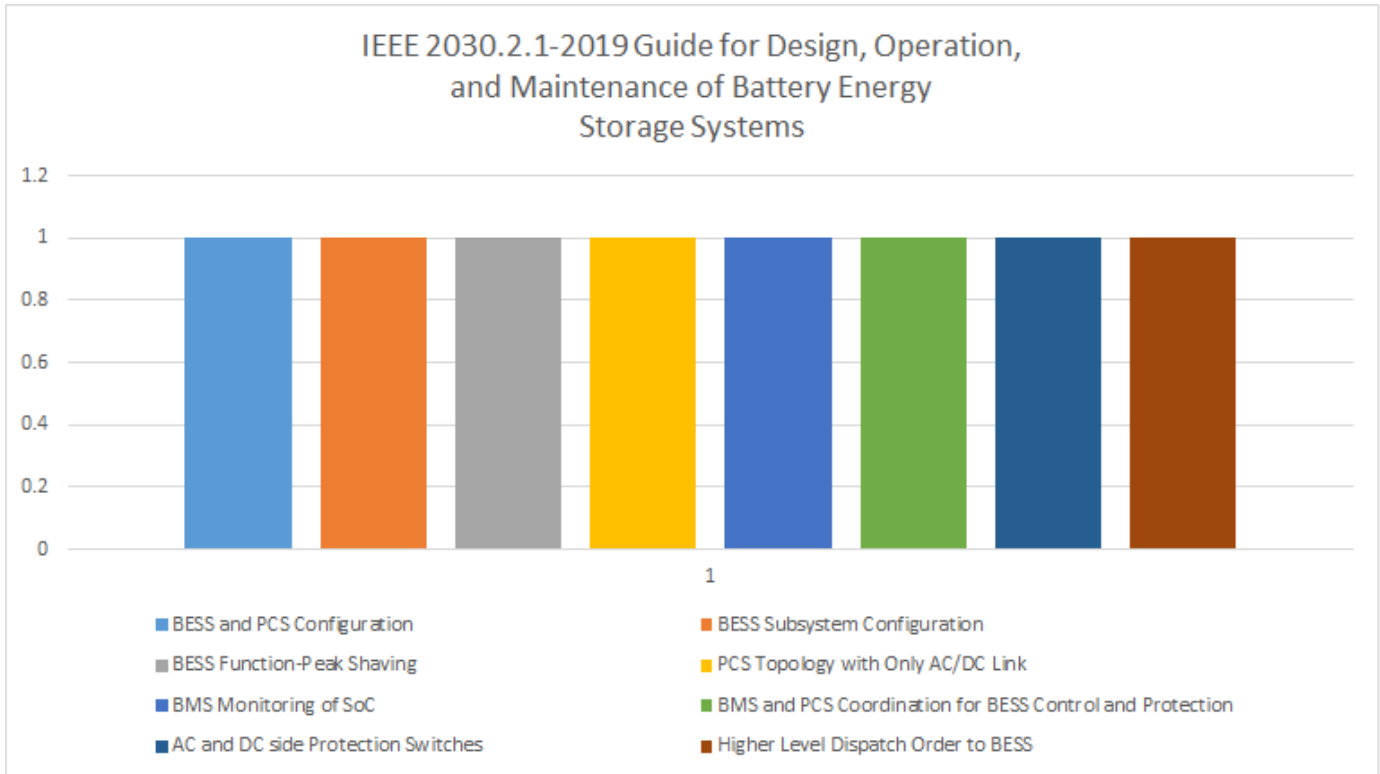 IEEE 2030.2.1-2019 Guide for Design, Operation,
and Maintenance of Battery Energy
Storage Systems
1.2
1
0.8
0.6
0.4
0.2
0
1
BESS and PCS Configuration
BESS Subsystem Configuration
BESS Function-Peak Shaving
PCS Topology with Only AC/DC Link
BMS Monitoring of SoC
BMS and PCS Coordination for BESS Control and Protection
AC and DC side Protection Switches
Higher Level Dispatch Order to BESS